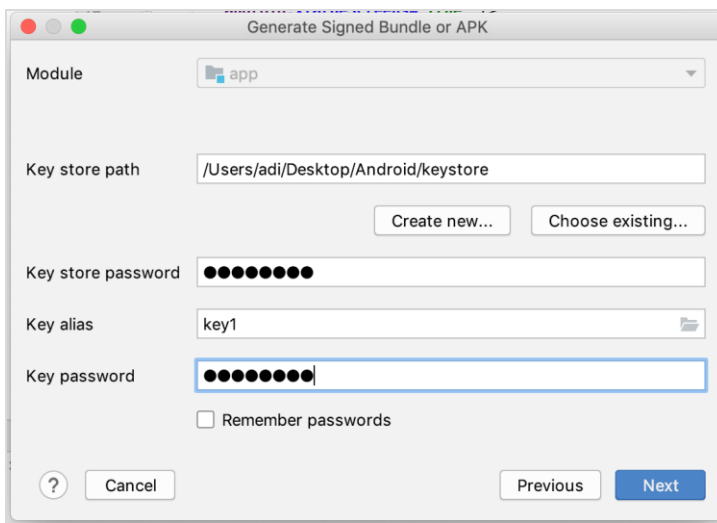 Generate Signed Bundle or APK
Module
app
Key store path
/Users/adi/Desktop/Android/keystore
Create new...
Choose existing...
Key store password
●●●●●●●●
Key alias
key1
Key password
●●●●●●●●
Remember passwords
?
Cancel
Previous
Next